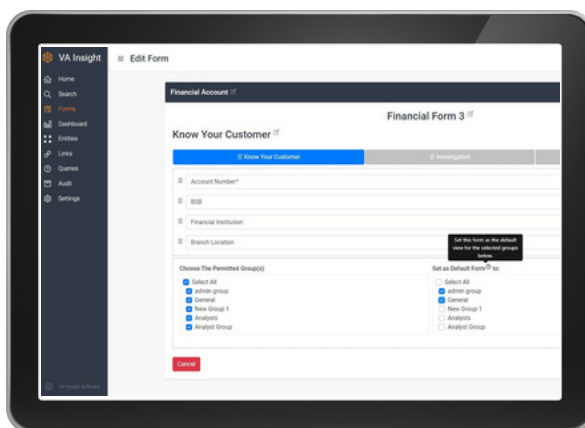 VA Insight
Edit Form
Home
Search
Forms
Dashboard
Entities
Links
Queries
Audit
Settings
VA Insight Software
Financial Account
Financial Form 3
Know Your Customer
Know Your Customer
Investigation
Account Number*
BSB
Financial Institution
Branch Location
Set this form as the default
view for the selected groups
below.
Choose The Permitted Group(s)
Select All
admin group
General
New Group 1
Analysts
Analyst Group
Set as Default Form to:
Select All
admin group
General
New Group 1
Analysts
Analyst Group
Cancel